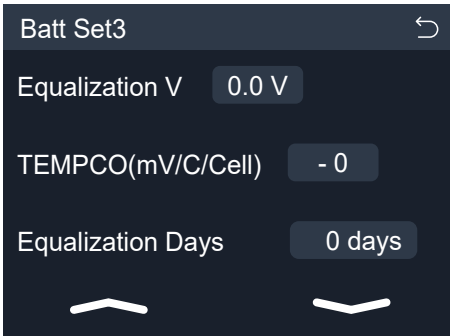 Batt Set3
Equalization V 0.0 V
TEMPCO(mV/C/Cell) - 0
Equalization Days 0 days